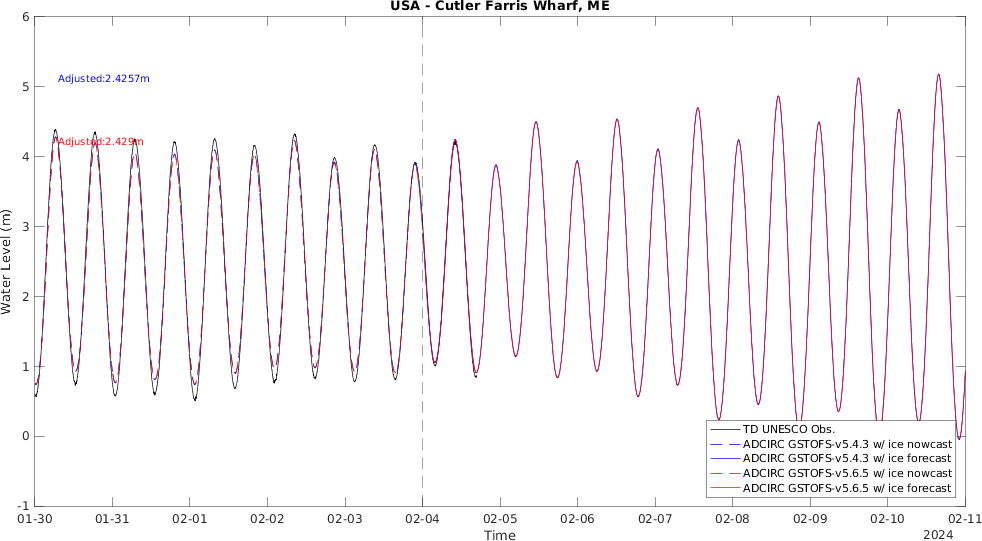 USA - Cutler Farris Wharf, ME
6
5
4
3
2
1
0
-1
Water Level (m)
Adjusted:2.4257m
Adjusted:2.429m
TD UNESCO Obs.
ADCIRC GSTOFS-v5.4.3 w/ ice nowcast
ADCIRC GSTOFS-v5.4.3 w/ ice forecast
ADCIRC GSTOFS-v5.6.5 w/ ice nowcast
ADCIRC GSTOFS-v5.6.5 w/ ice forecast
01-30 01-31 02-01 02-02 02-03 02-04 02-05 02-06 02-07 02-08 02-09 02-10 02-11
Time
2024